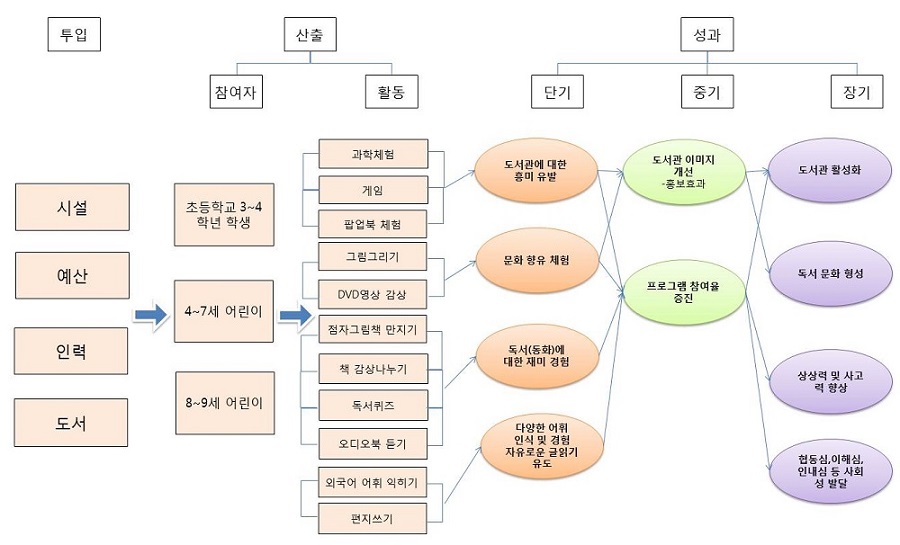 투입
산출
성과
참여자
활동
단기
중기
장기
시설
예산
인력
도서
초등학교 3~4
학년 학생
4~7세 어린이
8~9세 어린이
과학체험
게임
팝업북 체험
그림그리기
DVD영상 감상
점자그림책 만지기
책 감상나누기
독서퀴즈
오디오북 듣기
외국어 어휘 익히기
편지쓰기
도서관에 대한
흥미 유발
문화 향유 체험
독서(동화)에
대한 재미 경험
다양한 어휘
인식 및 경험
자유로운 글읽기
유도
도서관 이미지
개선
-홍보효과
프로그램 참여율
증진
도서관 활성화
독서 문화 형성
상상력 및 사고
력 향상
협동심,이해심,
인내심 등 사회
성 발달